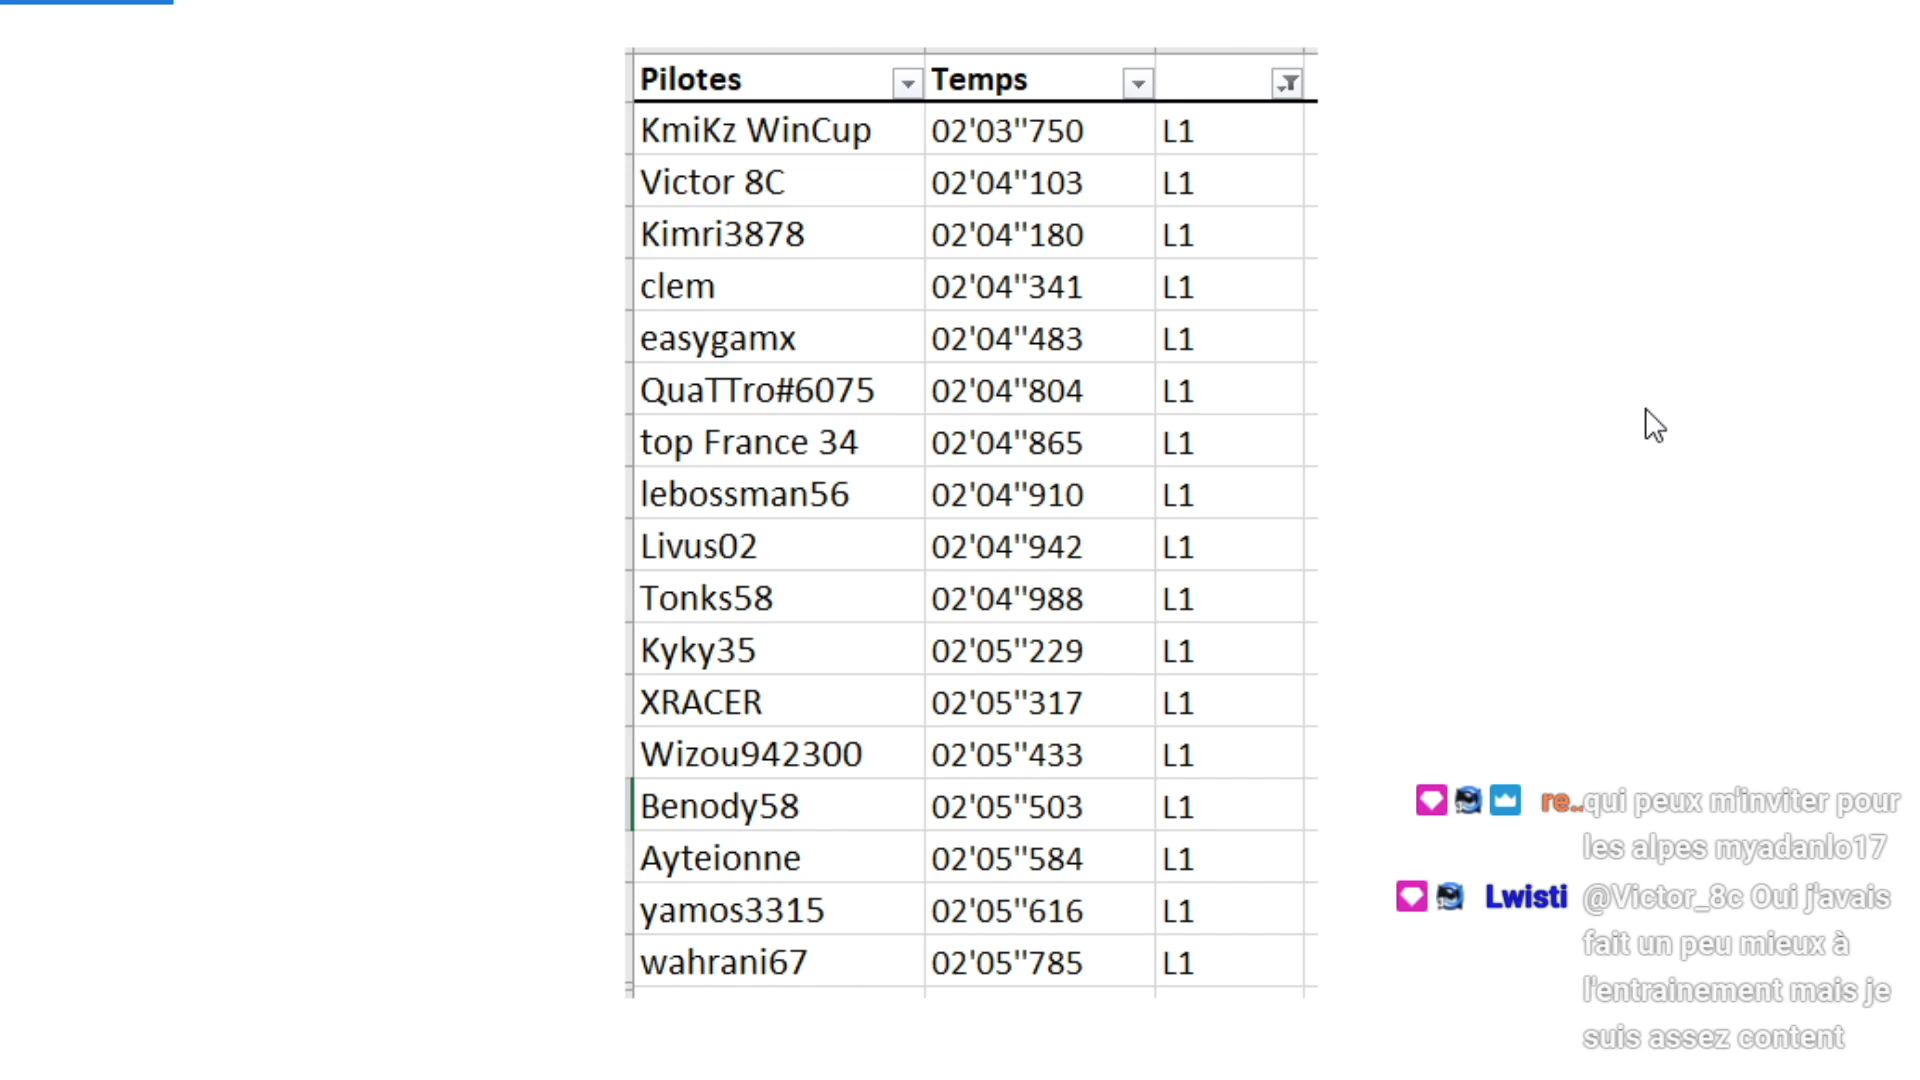 Pilotes Temps
KmiKz WinCup 02'03"750 L1
Victor 8C 02'04"103 L1
Kimri3878 02'04"180 L1
clem 02'04"341 L1
easygamx 02'04"483 L1
QuaTTro#6075 02'04"804 L1
top France 34 02'04"865 L1
lebossman56 02'04"910 L1
Livus02 02'04"942 L1
Tonks58 02'04"988 L1
Kyky35 02'05"229 L1
XRACER 02'05"317 L1
Wizou942300 02'05"433 L1
Benody58 02'05"503 L1
Ayteionne 02'05"584 L1
yamos3315 02'05"616 L1
wahrani67 02'05"785 L1
re..qui peux m'inviter pour
les alpes myadanlo17
Lwisti @Victor_8c Oui j'avais
fait un peu mieux à
l'entrainement mais je
suis assez content